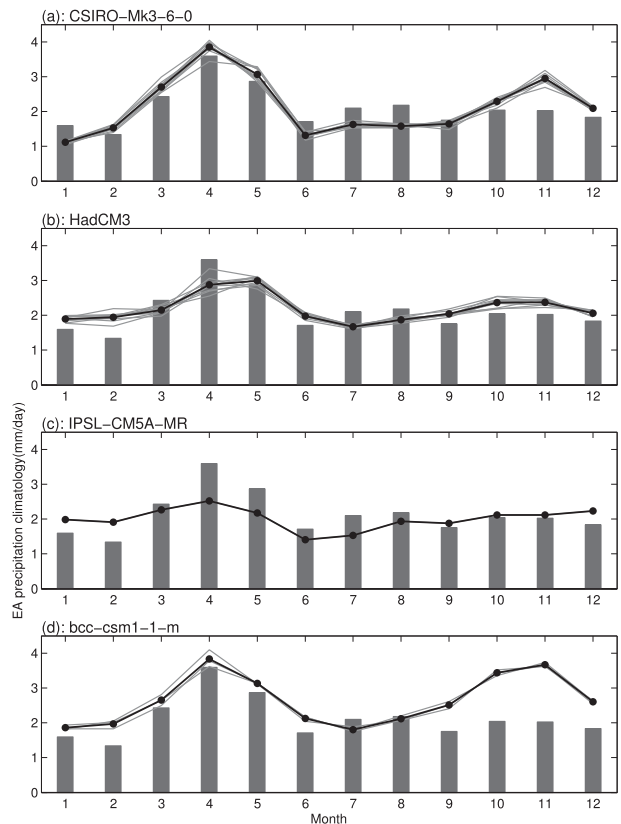 (a): CSIRO−Mk3−6−0
4
3
2
1
0
1 2 3 4 5 6 7 8 9 10 11 12
(b): HadCM3
4
3
2
1
0
1 2 3 4 5 6 7 8 9 10 11 12
EA precipitation climatology(mm/day)
(c): IPSL−CM5A−MR
4
3
2
1
0
1 2 3 4 5 6 7 8 9 10 11 12
(d): bcc−csm1−1−m
4
3
2
1
0
1 2 3 4 5 6 7 8 9 10 11 12
Month